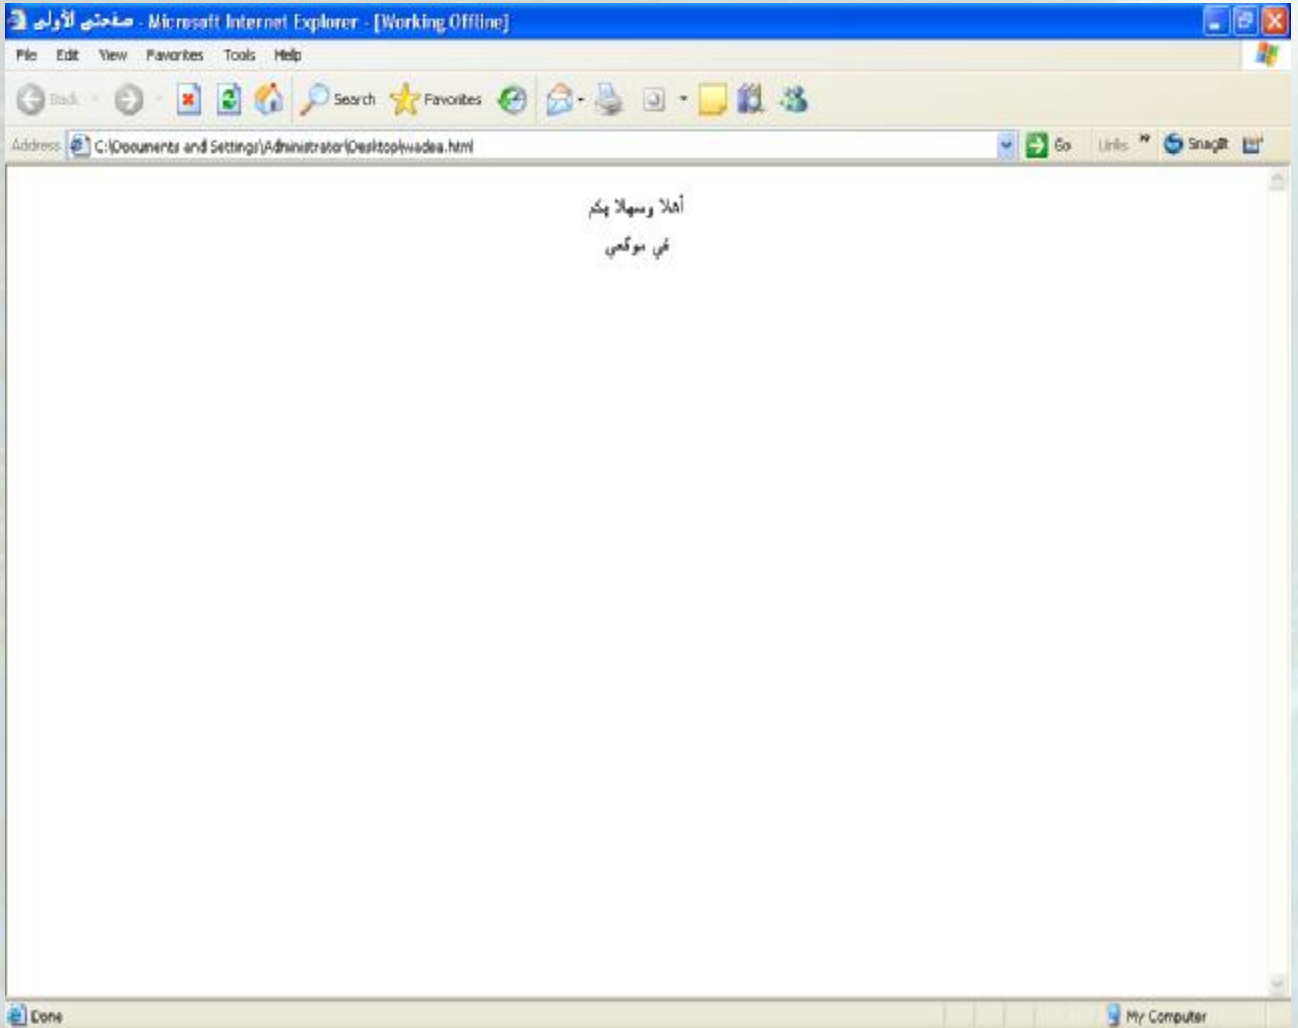 صفحتي الأولى - Microsoft Internet Explorer - [Working Offline]
File Edit View Favorites Tools Help
Back Search Favorites
Address C:\Documents and Settings\Administrator\Desktop\wadea.html Go Links » SnagIt
أهلا وسهلا بكم
في موقعي
Done My Computer